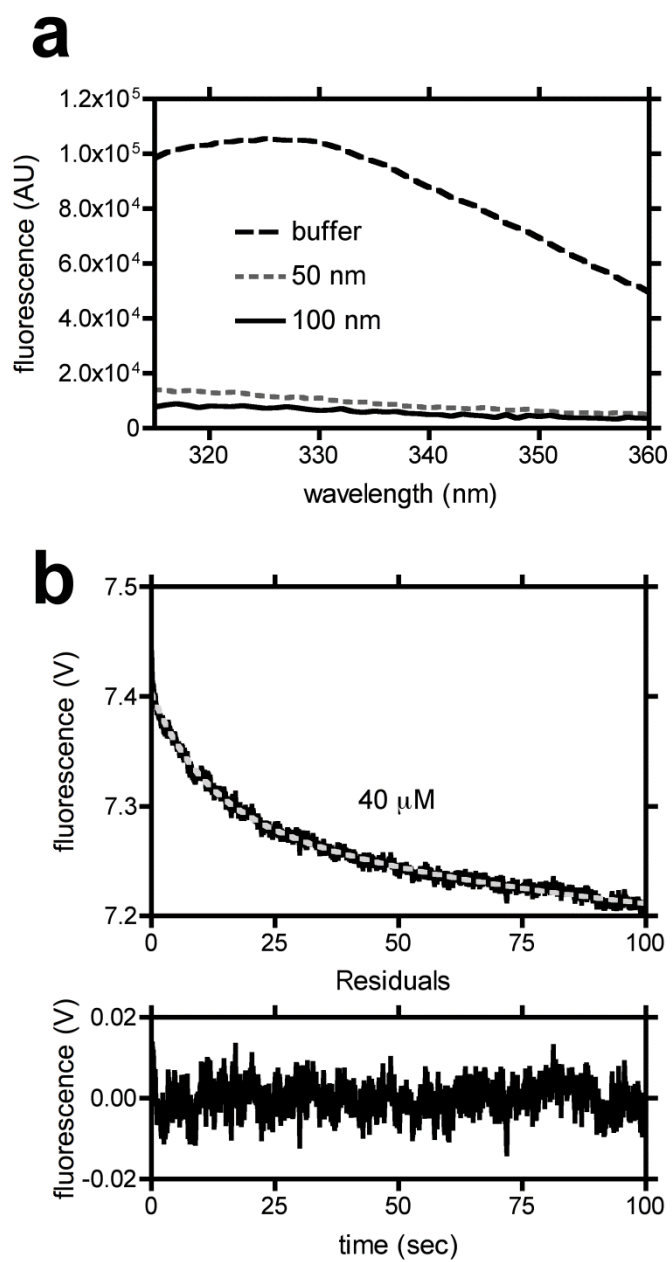 a
1.2x10⁵
1.0x10⁵
8.0x10⁴
6.0x10⁴
4.0x10⁴
2.0x10⁴
0
fluorescence (AU)
buffer
50 nm
100 nm
320 330 340 350 360
wavelength (nm)
b
7.5
7.4
7.3
7.2
fluorescence (V)
40 μM
0 25 50 75 100
Residuals
0.02
0.00
-0.02
fluorescence (V)
0 25 50 75 100
time (sec)